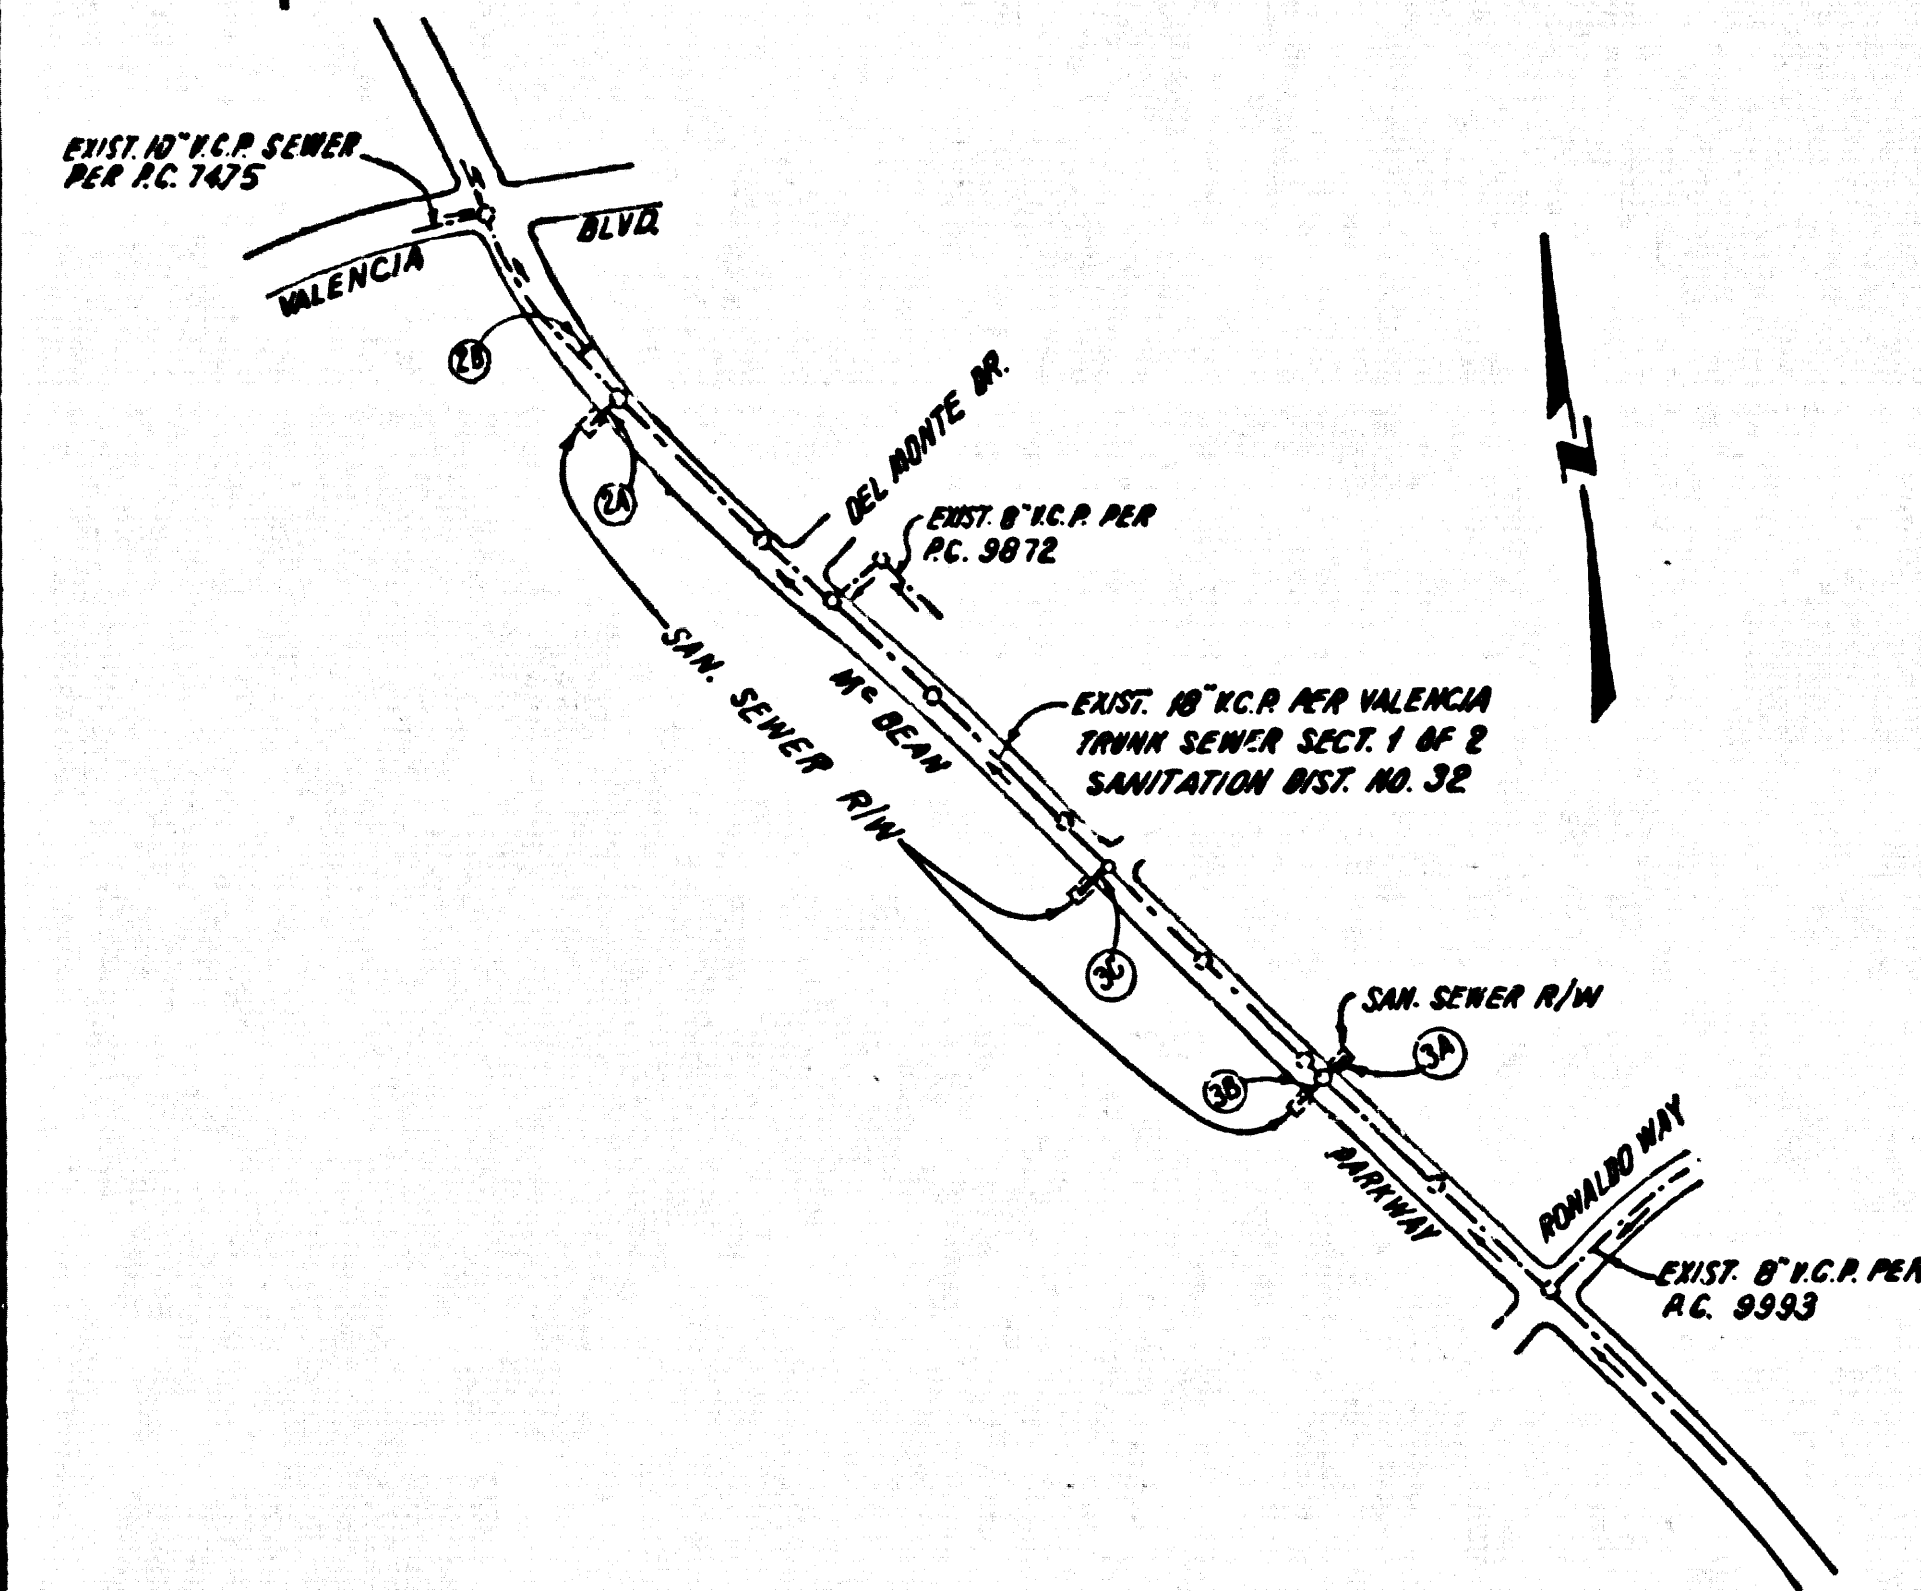 EXIST. 10" V.C.P. SEWER
PER P.C. 7475
VALENCIA
BLVD.
2B
2A
DEL MONTE DR.
EXIST. 8" V.C.P. PER
P.C. 9872
N
SAN. SEWER R/W
Mc BEAN
EXIST. 18" V.C.P. PER VALENCIA
TRUNK SEWER SECT. 1 OF 2
SANITATION DIST. NO. 32
3C
SAN. SEWER R/W
3A
3B
PARKWAY
RONALDO WAY
EXIST. 8" V.C.P. PER
P.C. 9993